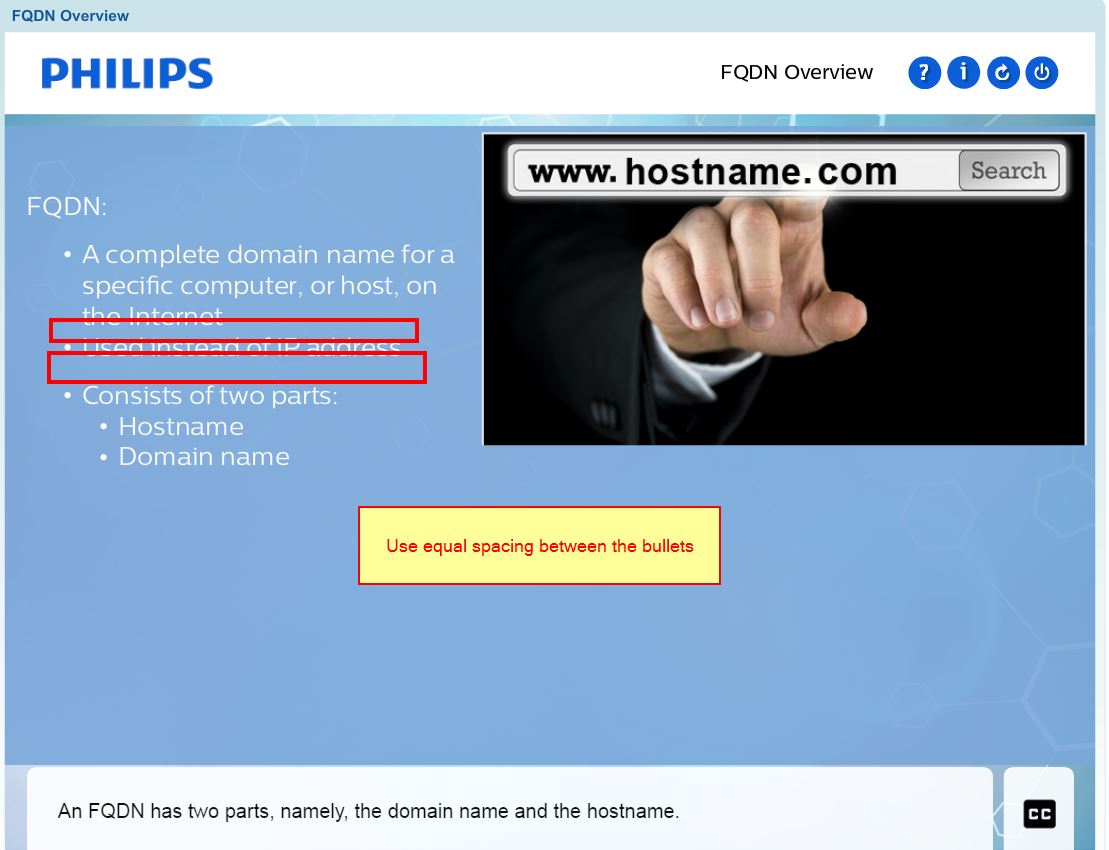 FQDN Overview
PHILIPS
FQDN Overview
?
i
www.hostname.com
Search
FQDN:
• A complete domain name for a
specific computer, or host, on
the Internet
• Used instead of IP address
• Consists of two parts:
• Hostname
• Domain name
Use equal spacing between the bullets
An FQDN has two parts, namely, the domain name and the hostname.
CC